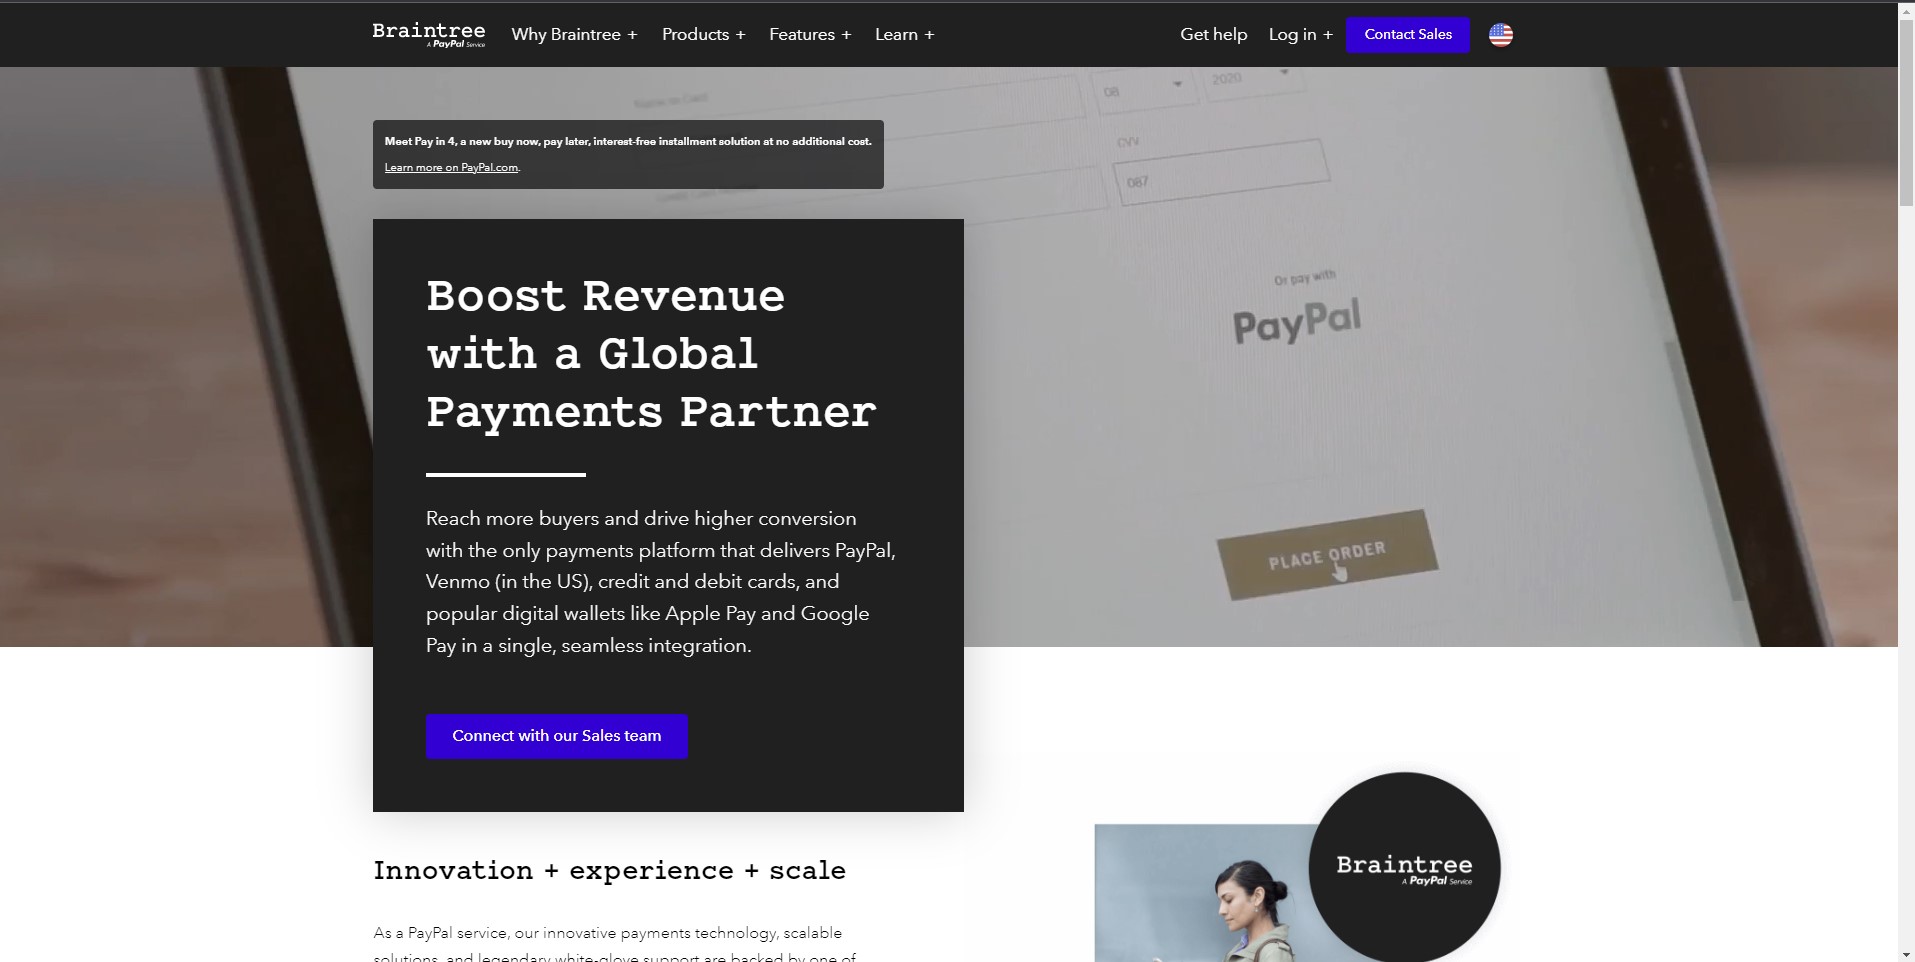 Braintree
A PayPal Service
Why Braintree +
Products +
Features +
Learn +
Get help
Log in +
Contact Sales
08
2020
Meet Pay in 4, a new buy now, pay later, interest-free installment solution at no additional cost.
Learn more on PayPal.com.
CVV
087
Boost Revenue
with a Global
Payments Partner
Or pay with
PayPal
Reach more buyers and drive higher conversion
with the only payments platform that delivers PayPal,
Venmo (in the US), credit and debit cards, and
popular digital wallets like Apple Pay and Google
Pay in a single, seamless integration.
PLACE ORDER
Connect with our Sales team
Innovation + experience + scale
As a PayPal service, our innovative payments technology, scalable
solutions, and legendary white-glove support are backed by one of
Braintree
A PayPal Service